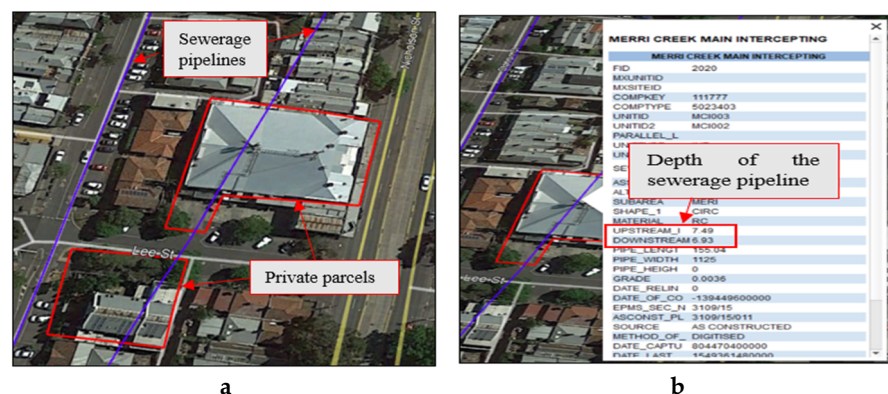 Sewerage
pipelines
Nicholson-St
Lee-St
Private parcels
a
MERRI CREEK MAIN INTERCEPTING
MERRI CREEK MAIN INTERCEPTING
FID 2020
MXUNITID
MXSITEID
COMPKEY 111777
COMPTYPE 5023403
UNITID MCI003
UNITID2 MCI002
PARALLEL_L
Depth of the
sewerage pipeline
SUBAREA MERI
SHAPE_1 CIRC
MATERIAL RC
UPSTREAM_I 7.49
DOWNSTREAM 6.93
PIPE_LENGT 155.04
PIPE_WIDTH 1125
PIPE_HEIGH 0
GRADE 0.0036
DATE_RELIN 0
DATE_OF_CO -139449600000
EPMS_SEC_N 3109/15
ASCONST_PL 3109/15/011
SOURCE AS CONSTRUCTED
METHOD_OF_ DIGITISED
DATE_CAPTU 804470400000
DATE_LAST 1549361480000
b